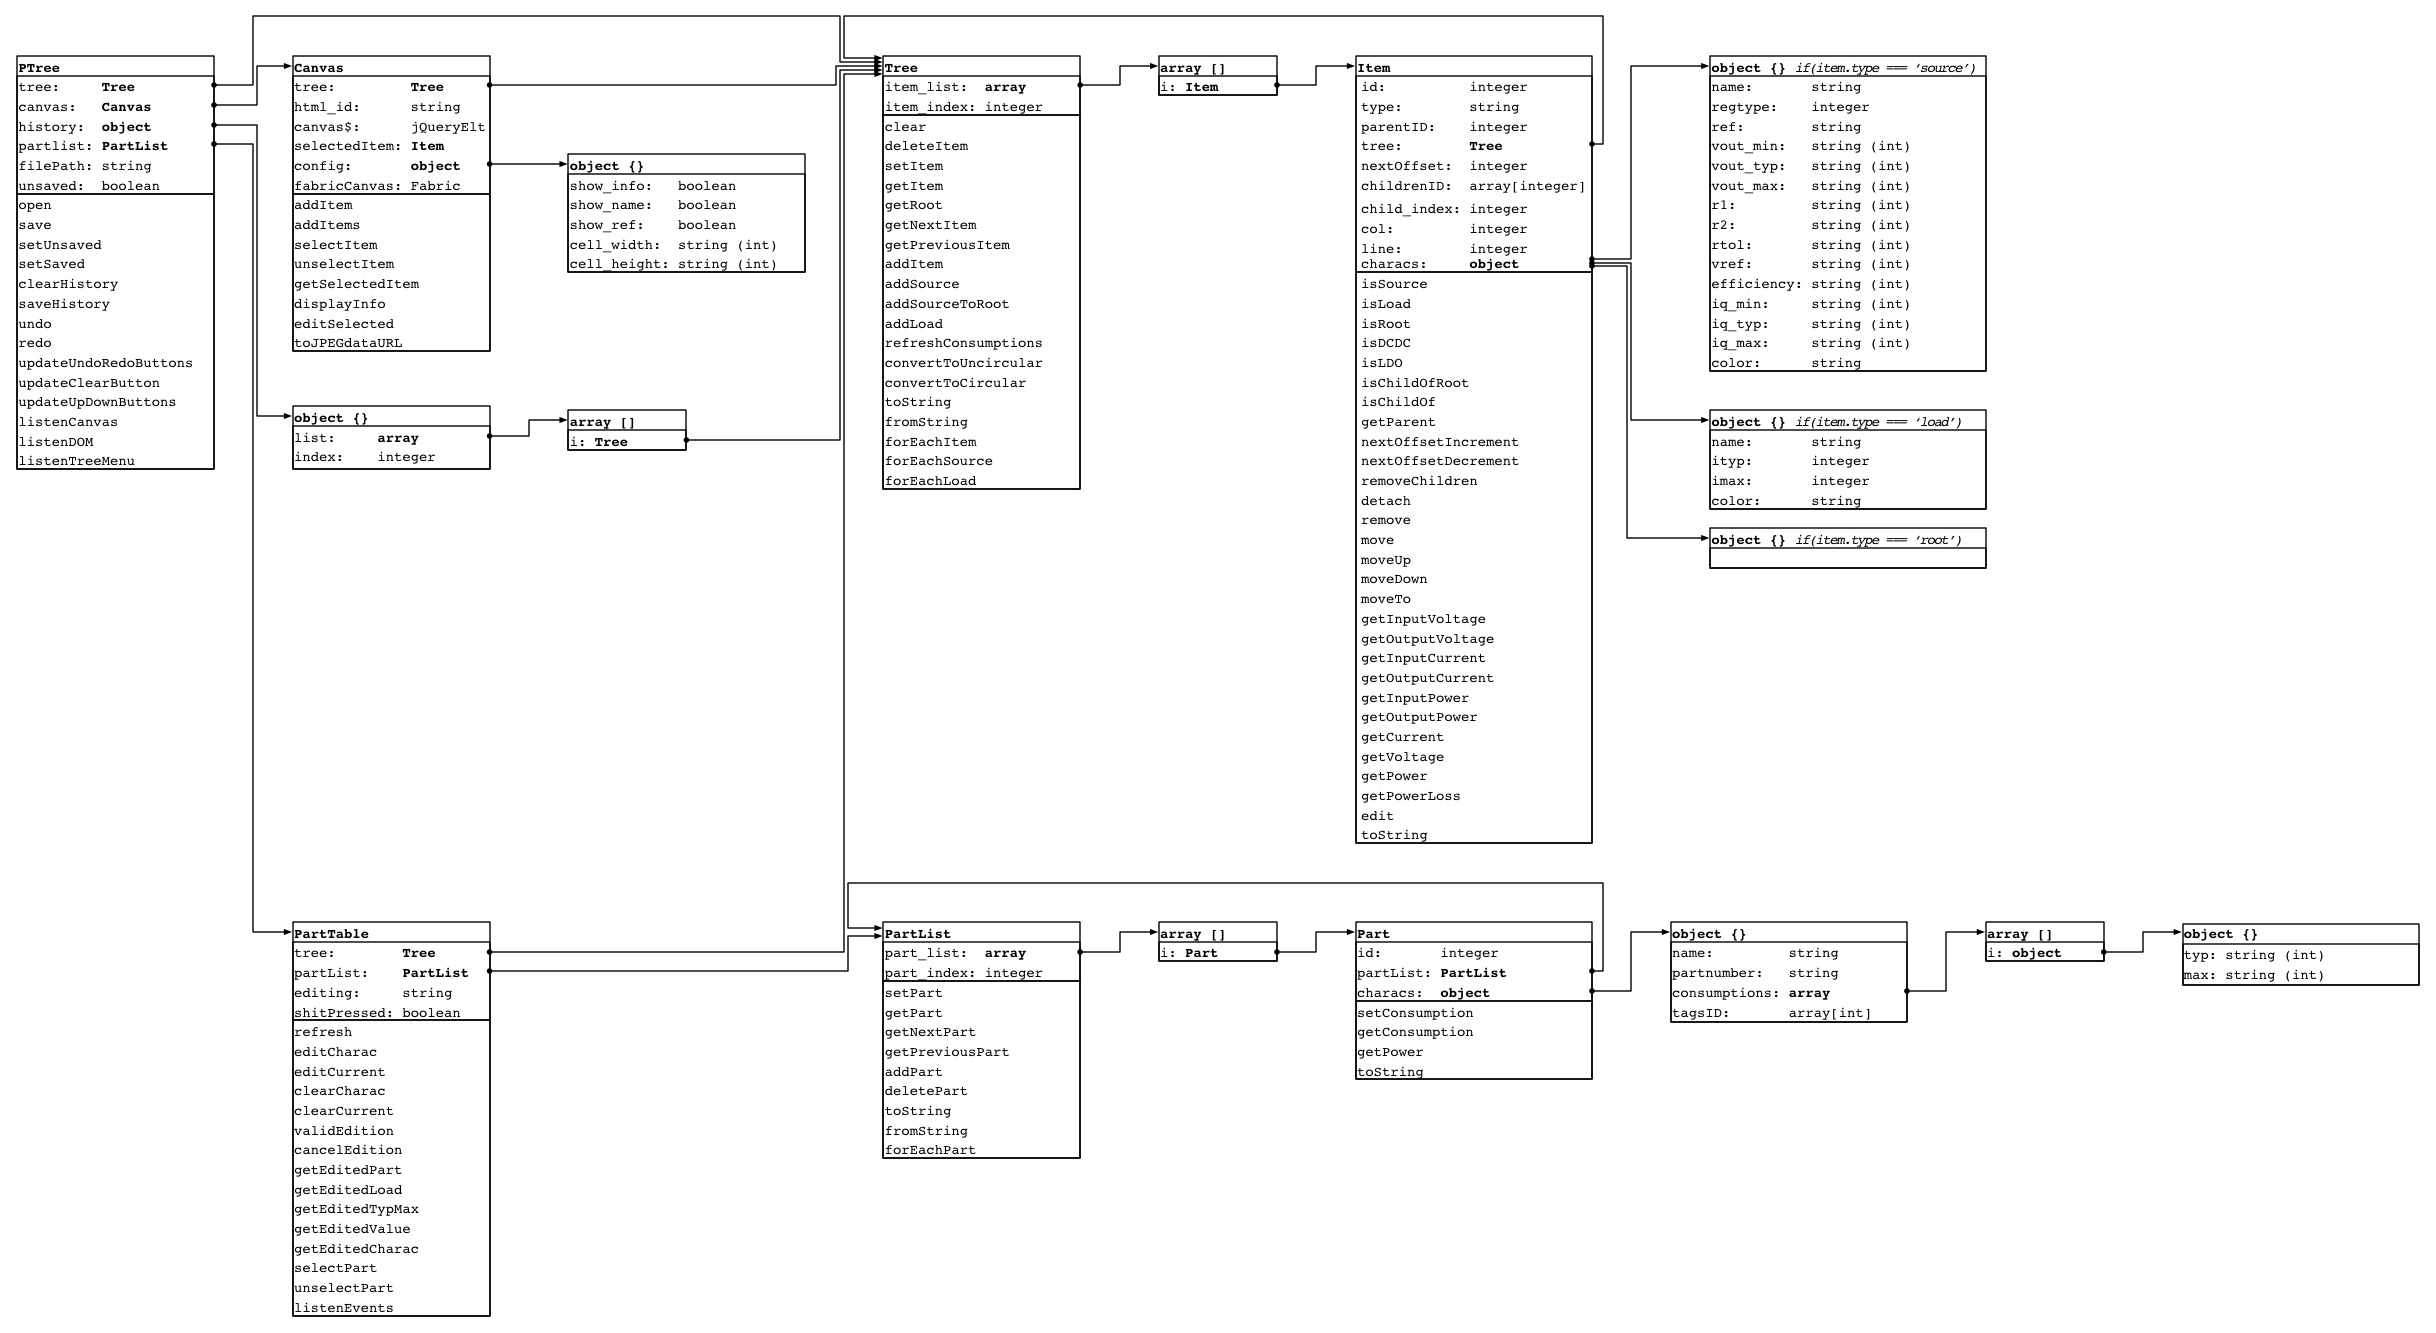 PTree
tree: Tree
canvas: Canvas
history: object
partlist: PartList
filePath: string
unsaved: boolean
open
save
setUnsaved
setSaved
clearHistory
saveHistory
undo
redo
updateUndoRedoButtons
updateClearButton
updateUpDownButtons
listenCanvas
listenDOM
listenTreeMenu
Canvas
tree: Tree
html_id: string
canvas$: jQueryElt
selectedItem: Item
config: object
fabricCanvas: Fabric
addItem
addItems
selectItem
unselectItem
getSelectedItem
displayInfo
editSelected
toJPEGdataURL
object {}
show_info: boolean
show_name: boolean
show_ref: boolean
cell_width: string (int)
cell_height: string (int)
object {}
list: array
index: integer
array []
i: Tree
Tree
item_list: array
item_index: integer
clear
deleteItem
setItem
getItem
getRoot
getNextItem
getPreviousItem
addItem
addSource
addSourceToRoot
addLoad
refreshConsumptions
convertToUncircular
convertToCircular
toString
fromString
forEachItem
forEachSource
forEachLoad
array []
i: Item
Item
id: integer
type: string
parentID: integer
tree: Tree
nextOffset: integer
childrenID: array[integer]
child_index: integer
col: integer
line: integer
characs: object
isSource
isLoad
isRoot
isDCDC
isLDO
isChildOfRoot
isChildOf
getParent
nextOffsetIncrement
nextOffsetDecrement
removeChildren
detach
remove
move
moveUp
moveDown
moveTo
getInputVoltage
getOutputVoltage
getInputCurrent
getOutputCurrent
getInputPower
getOutputPower
getCurrent
getVoltage
getPower
getPowerLoss
edit
toString
object {} if(item.type === ‘source’)
name: string
regtype: integer
ref: string
vout_min: string (int)
vout_typ: string (int)
vout_max: string (int)
r1: string (int)
r2: string (int)
rtol: string (int)
vref: string (int)
efficiency: string (int)
iq_min: string (int)
iq_typ: string (int)
iq_max: string (int)
color: string
object {} if(item.type === ‘load’)
name: string
ityp: integer
imax: integer
color: string
object {} if(item.type === ‘root’)
PartTable
tree: Tree
partList: PartList
editing: string
shitPressed: boolean
refresh
editCharac
editCurrent
clearCharac
clearCurrent
validEdition
cancelEdition
getEditedPart
getEditedLoad
getEditedTypMax
getEditedValue
getEditedCharac
selectPart
unselectPart
listenEvents
PartList
part_list: array
part_index: integer
setPart
getPart
getNextPart
getPreviousPart
addPart
deletePart
toString
fromString
forEachPart
array []
i: Part
Part
id: integer
partList: PartList
characs: object
setConsumption
getConsumption
getPower
toString
object {}
name: string
partnumber: string
consumptions: array
tagsID: array[int]
array []
i: object
object {}
typ: string (int)
max: string (int)